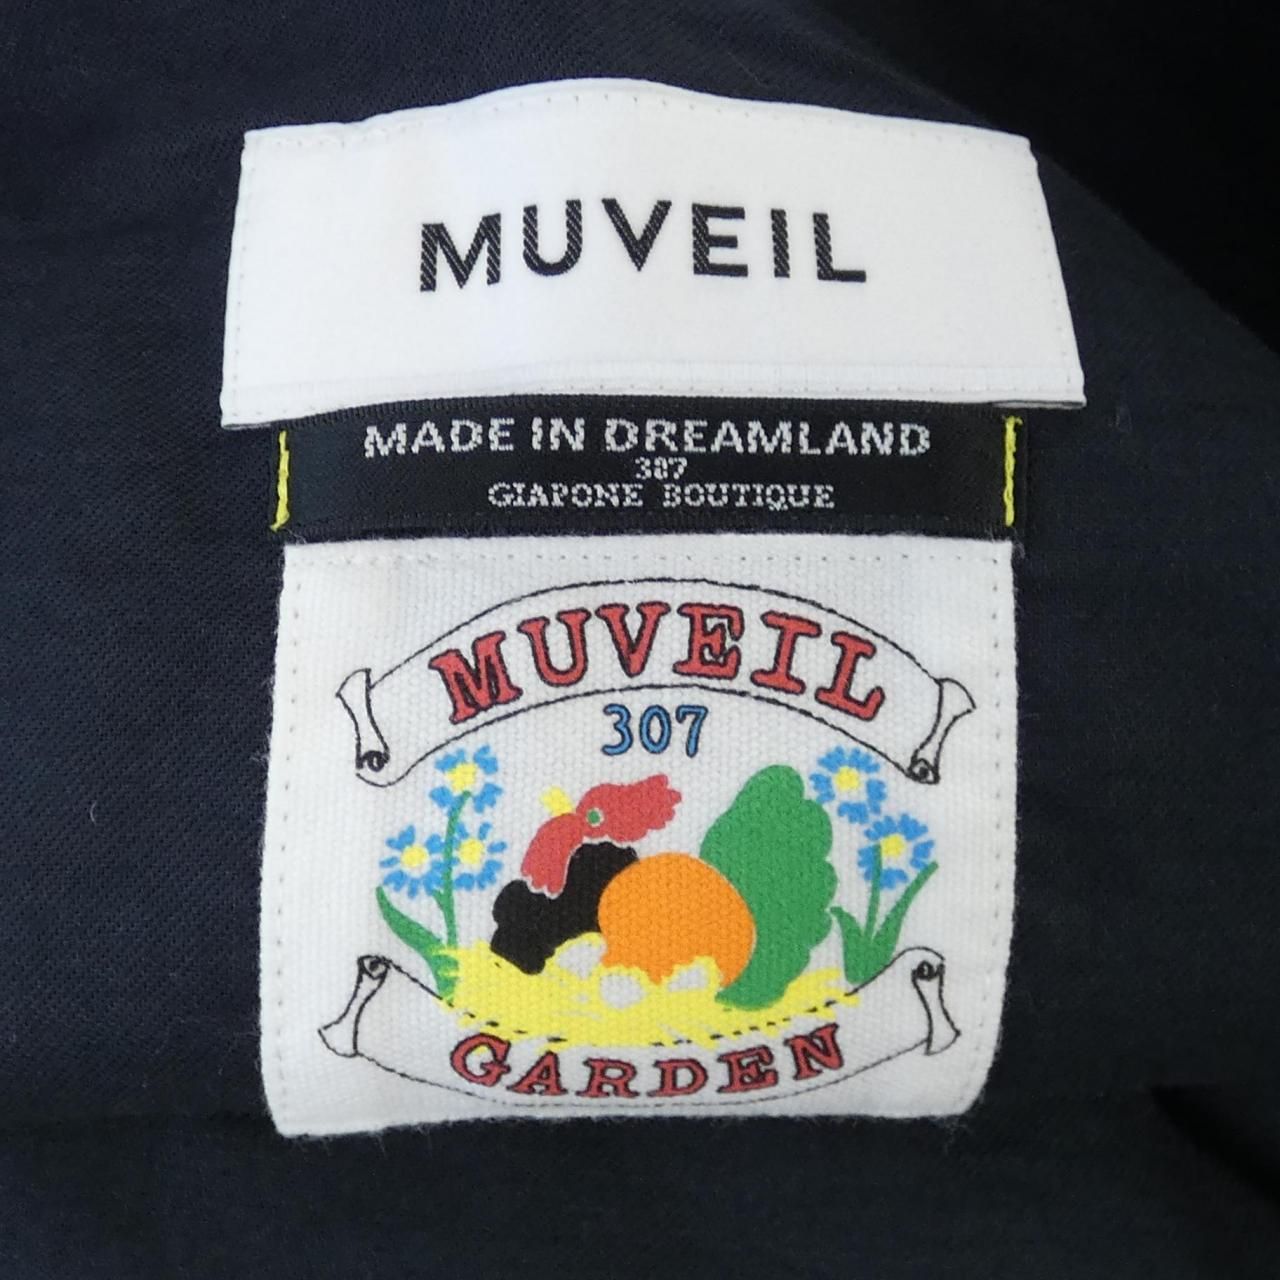 MUVEIL
MADE IN DREAMLAND
307
GIAPONE BOUTIQUE
MUVEIL
307
GARDEN